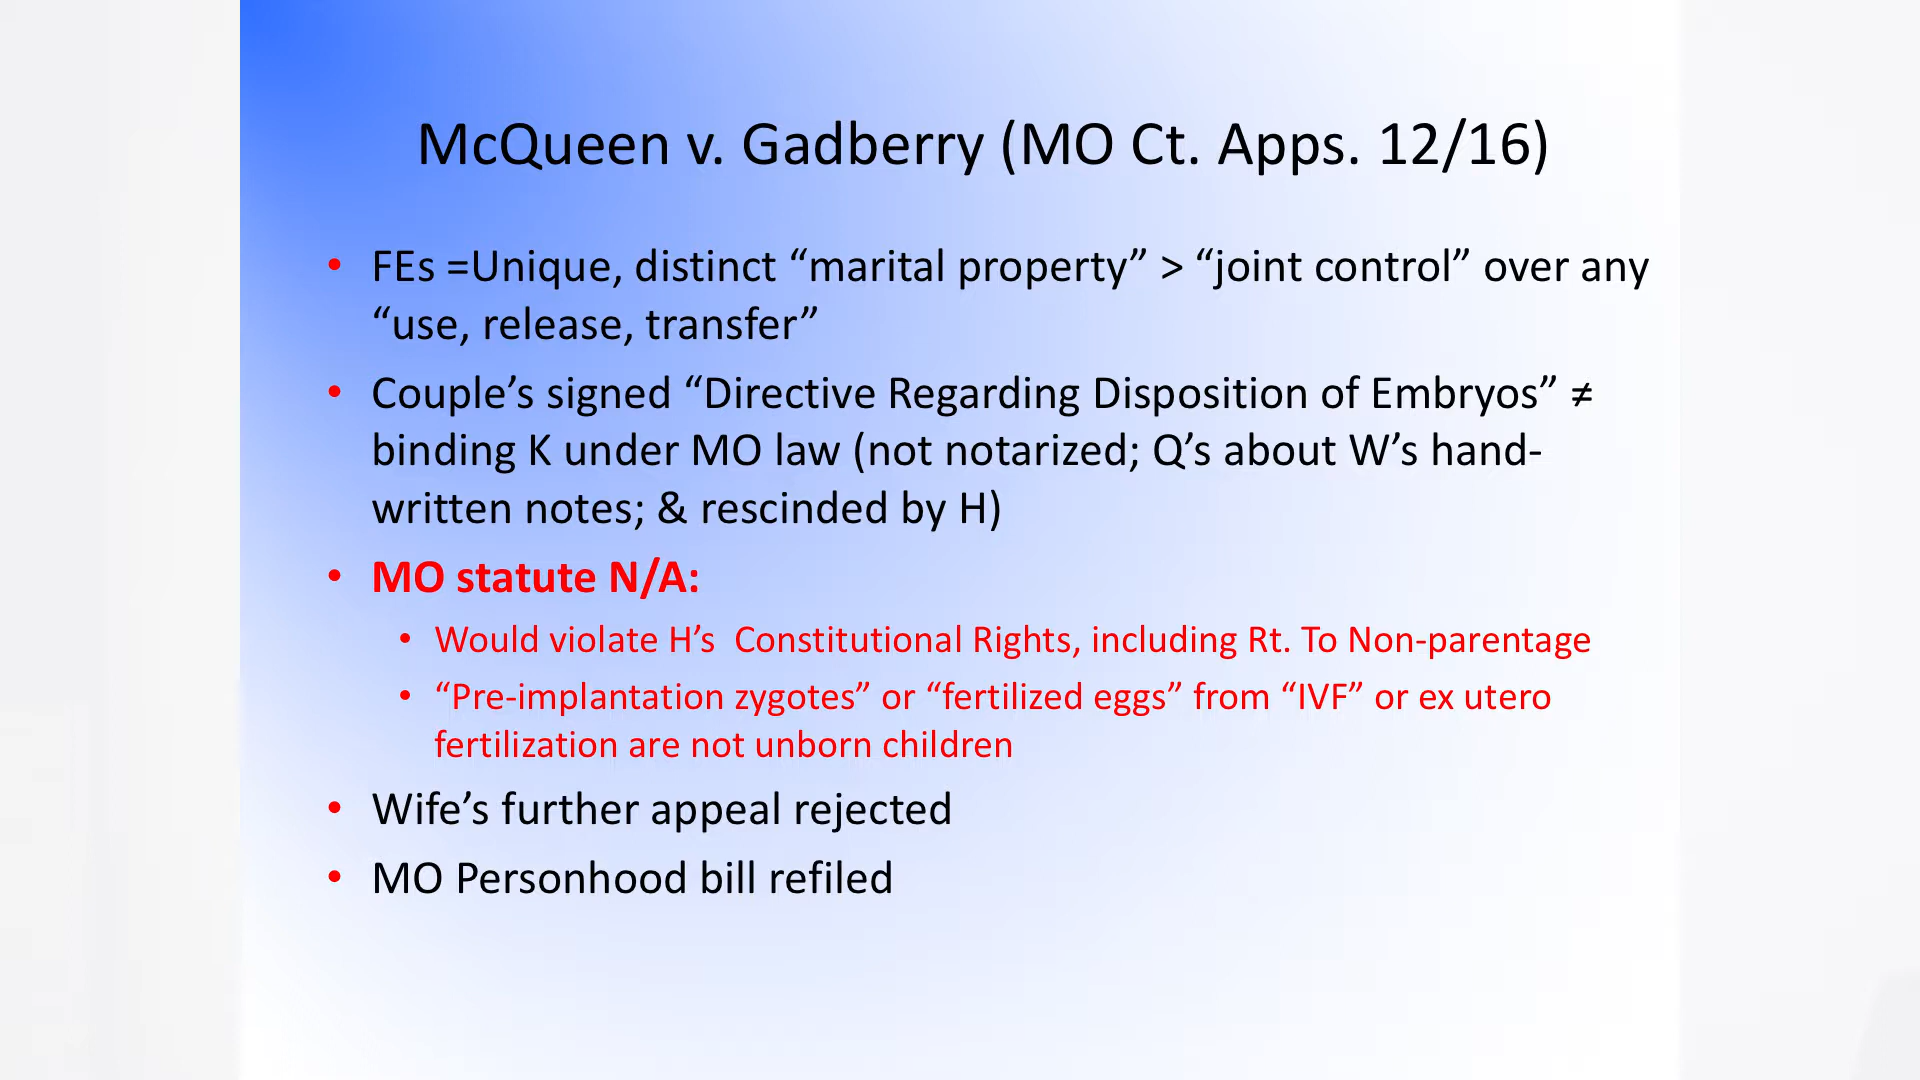 McQueen v. Gadberry (MO Ct. Apps. 12/16)
• FEs =Unique, distinct “marital property” > “joint control” over any
“use, release, transfer”
• Couple’s signed “Directive Regarding Disposition of Embryos” ≠
binding K under MO law (not notarized; Q’s about W’s hand-
written notes; & rescinded by H)
• MO statute N/A:
• Would violate H’s  Constitutional Rights, including Rt. To Non-parentage
• “Pre-implantation zygotes” or “fertilized eggs” from “IVF” or ex utero
fertilization are not unborn children
• Wife’s further appeal rejected
• MO Personhood bill refiled